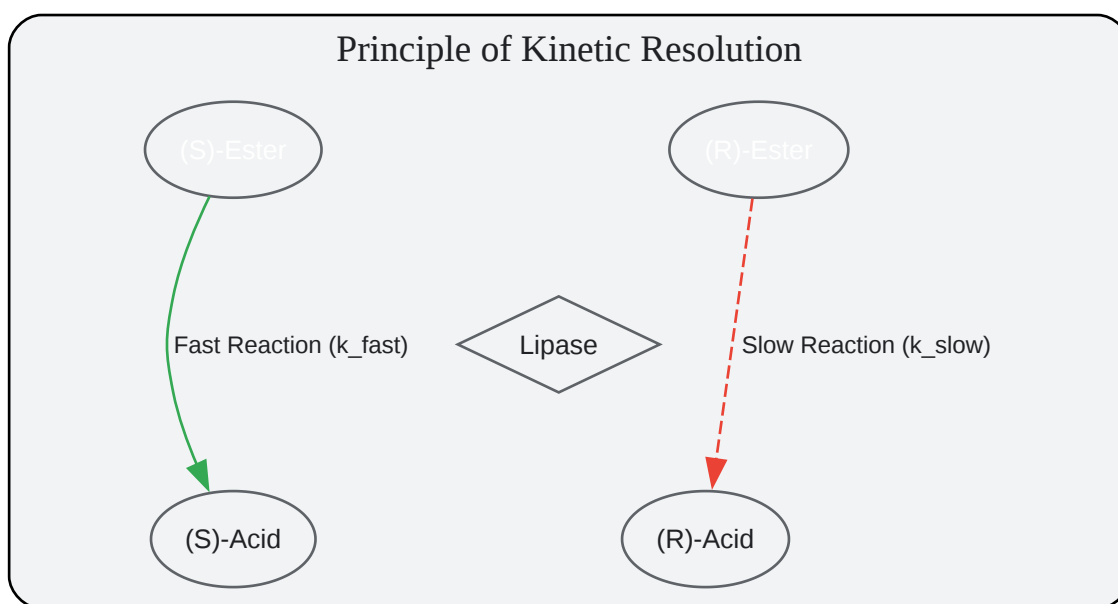 Principle of Kinetic Resolution
(S)-Ester
(R)-Ester
Fast Reaction (k_fast)
Lipase
Slow Reaction (k_slow)
(S)-Acid
(R)-Acid